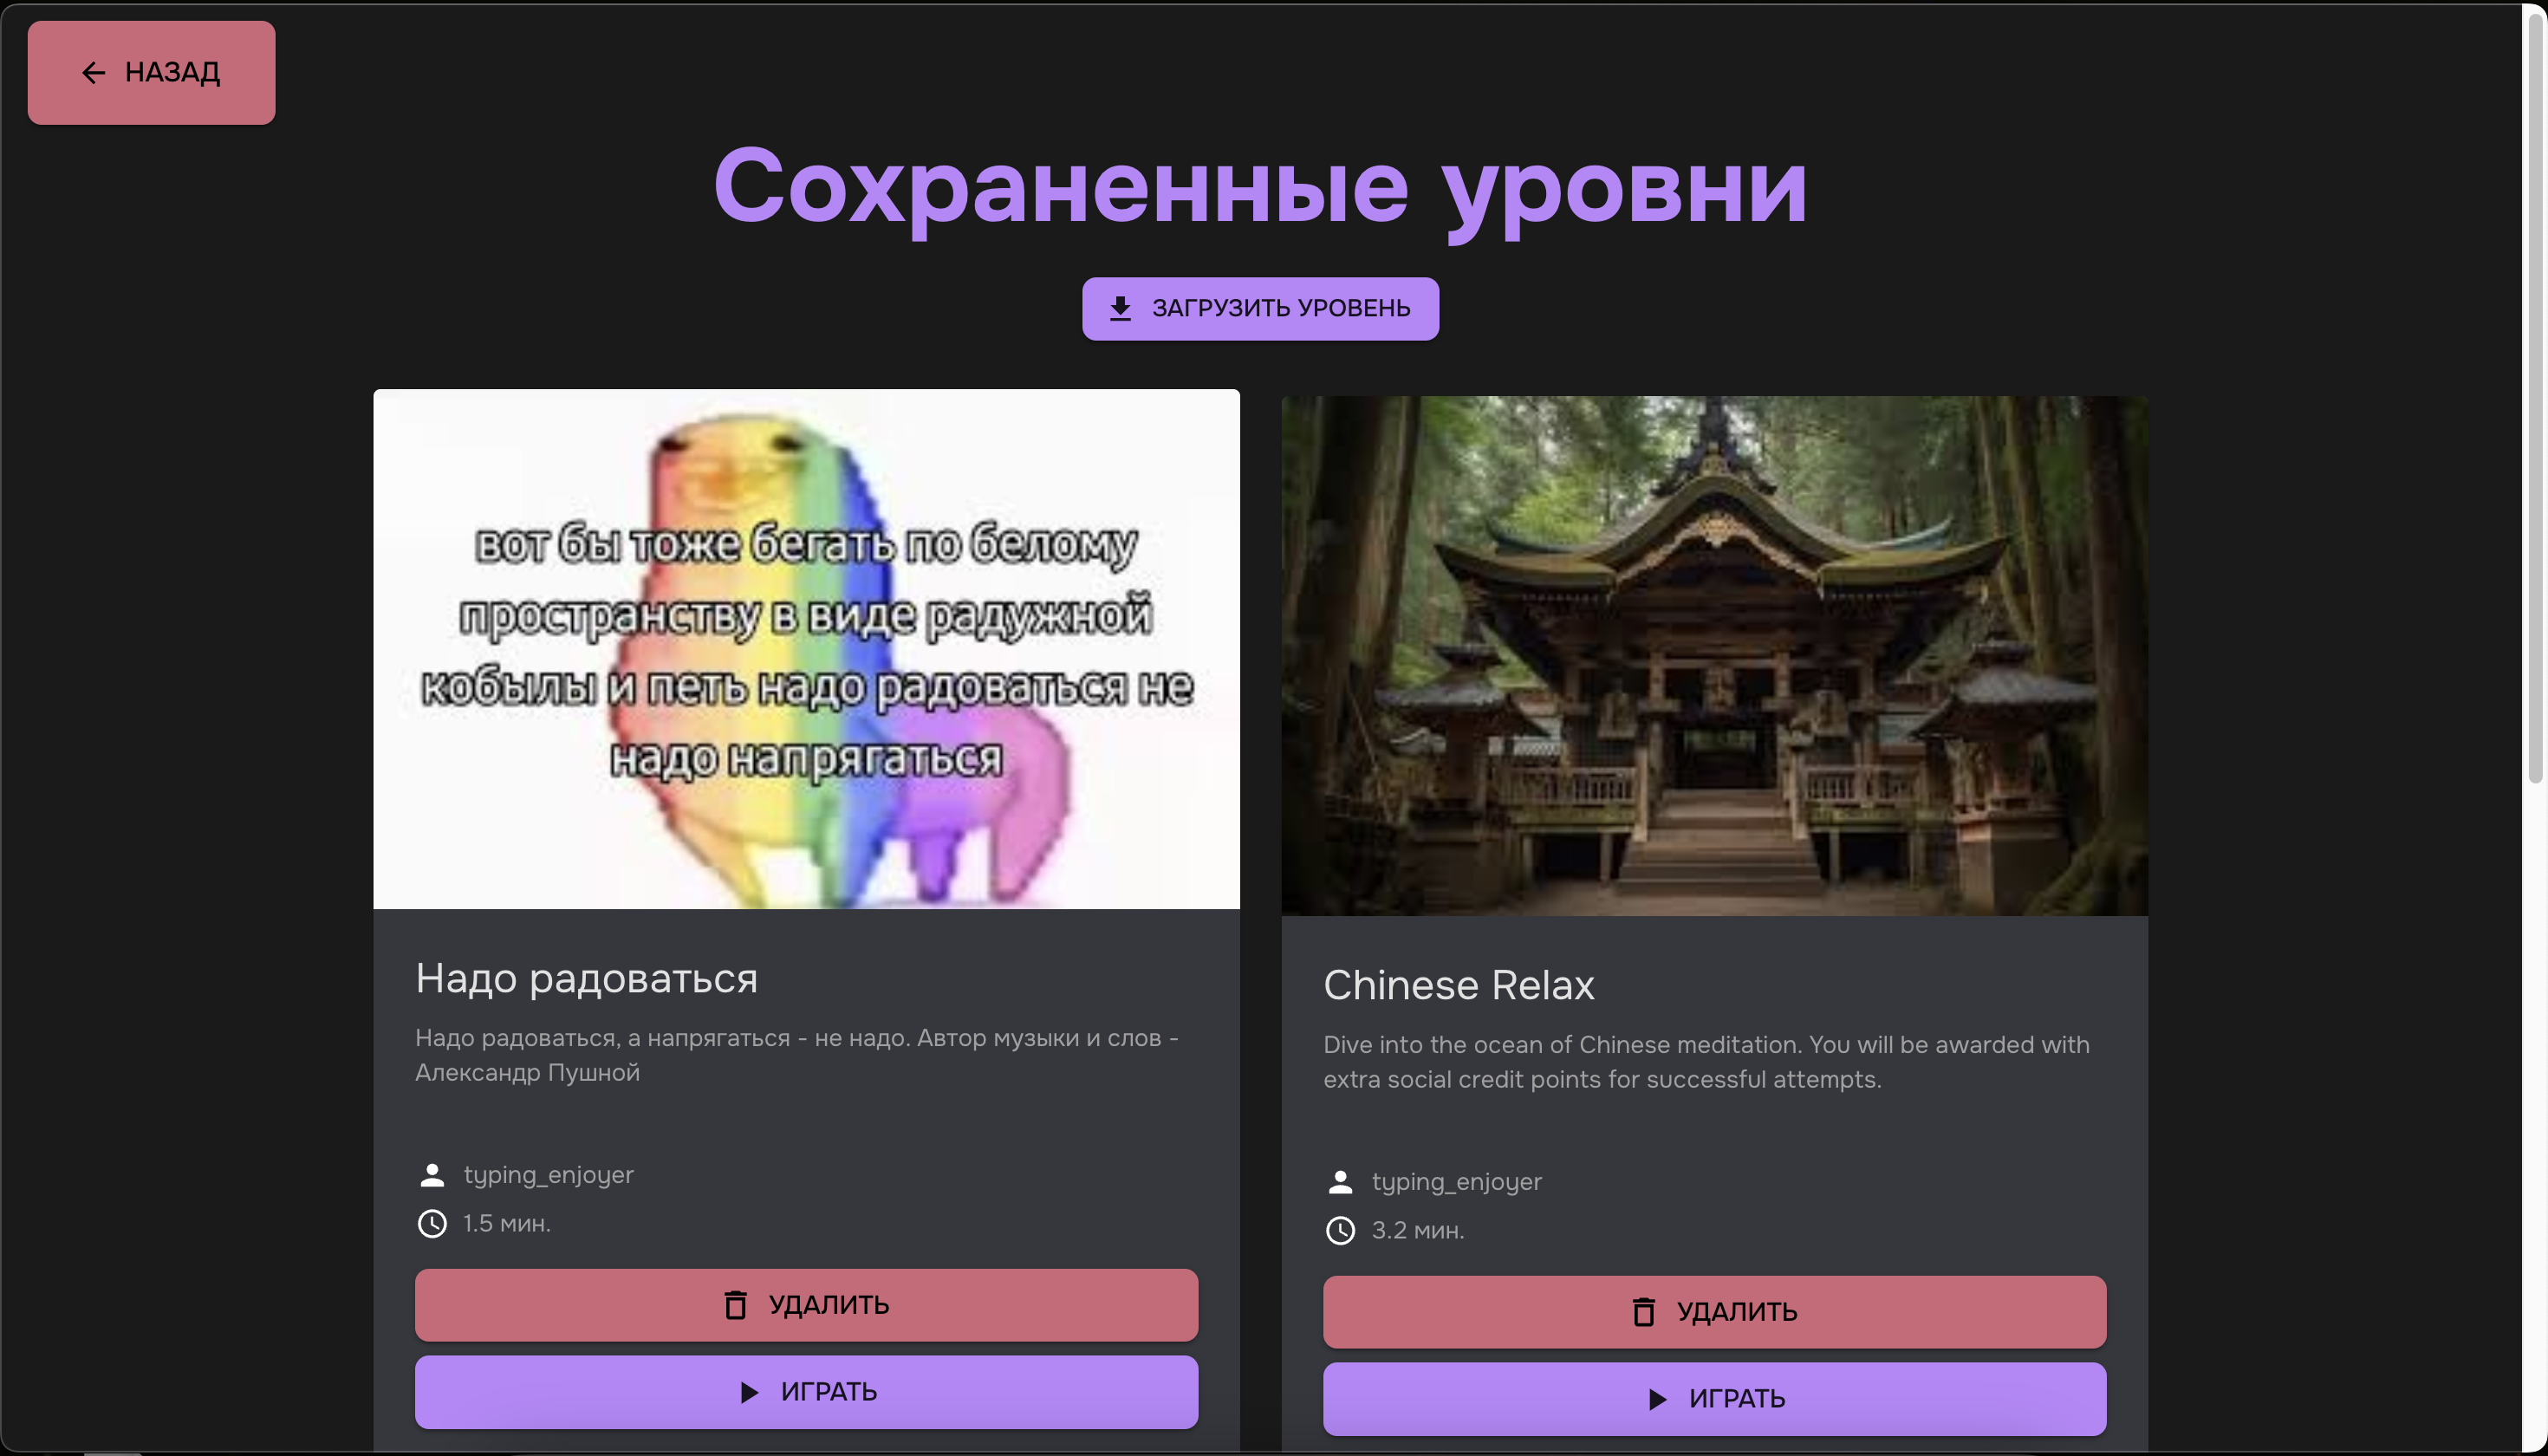 НАЗАД
Сохраненные уровни
ЗАГРУЗИТЬ УРОВЕНЬ
вот бы тоже бегать по белому
пространству в виде радужной
кобылы и петь надо радоваться не
надо напрягаться
Надо радоваться
Надо радоваться, а напрягаться - не надо. Автор музыки и слов -
Александр Пушной
typing_enjoyer
1.5 мин.
УДАЛИТЬ
ИГРАТЬ
Chinese Relax
Dive into the ocean of Chinese meditation. You will be awarded with
extra social credit points for successful attempts.
typing_enjoyer
3.2 мин.
УДАЛИТЬ
ИГРАТЬ